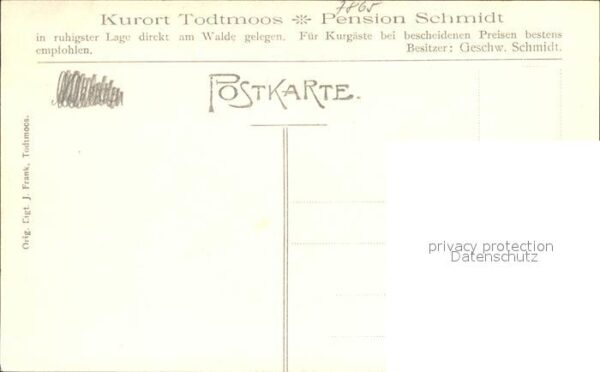 7865
Kurort Todtmoos ※ Pension Schmidt
in ruhigster Lage direkt am Walde gelegen. Für Kurgäste bei bescheidenen Preisen bestens
empfohlen. Besitzer: Geschw. Schmidt.
POSTKARTE.
Orig. Eigt. J. Frank, Todtmoos.
privacy protection
Datenschutz